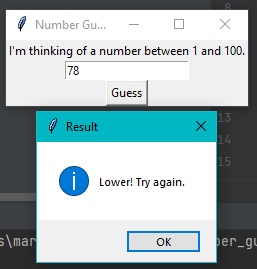 Number Gu...
8
I'm thinking of a number between 1 and 100.
78
Guess
Result
13
14
15
Lower! Try again.
s\mar
ber_gu
OK